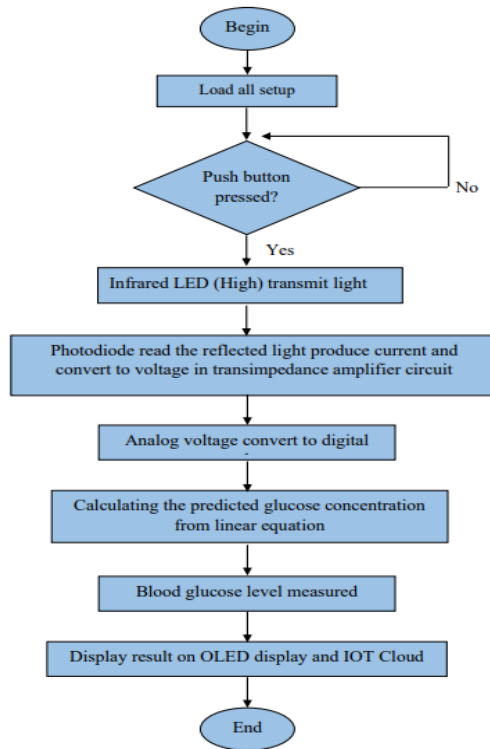 Begin
Load all setup
Push button
pressed?
No
Yes
Infrared LED (High) transmit light
Photodiode read the reflected light produce current and
convert to voltage in transimpedance amplifier circuit
Analog voltage convert to digital
Calculating the predicted glucose concentration
from linear equation
Blood glucose level measured
Display result on OLED display and IOT Cloud
End